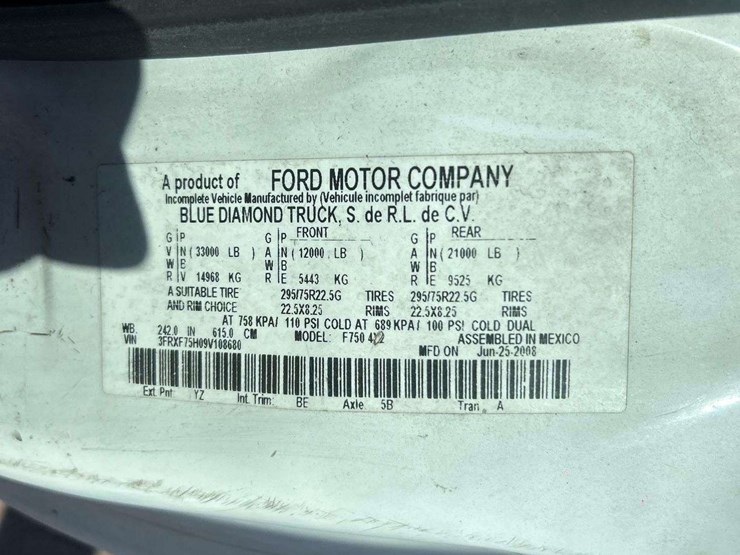 A product of FORD MOTOR COMPANY
Incomplete Vehicle Manufactured by (Vehicule incomplet fabrique par)
BLUE DIAMOND TRUCK, S. de R.L. de C.V.
G P G P FRONT G P REAR
V N ( 33000 LB ) A N ( 12000 LB ) A N ( 21000 LB )
W B W B W B
R V 14968 KG R E 5443 KG R E 9525 KG
A SUITABLE TIRE 295/75R22.5G TIRES 295/75R22.5G TIRES
AND RIM CHOICE 22.5X8.25 RIMS 22.5X8.25 RIMS
AT 758 KPA/ 110 PSI COLD AT 689 KPA/ 100 PSI COLD DUAL
WB. 242.0 IN 615.0 CM MODEL: F750 4X2 ASSEMBLED IN MEXICO
VIN 3FRXF75H09V108680 MFD ON Jun-25-2008
Ext Pnt YZ Int. Trim BE Axle 5B Tran. A